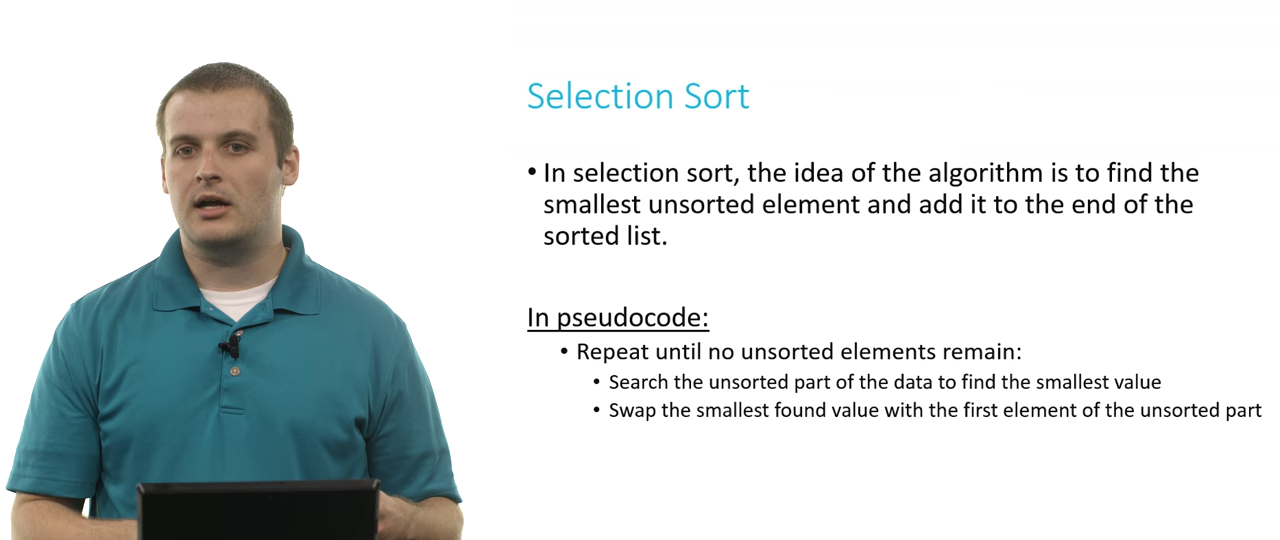 Selection Sort
• In selection sort, the idea of the algorithm is to find the
smallest unsorted element and add it to the end of the
sorted list.
In pseudocode:
• Repeat until no unsorted elements remain:
• Search the unsorted part of the data to find the smallest value
• Swap the smallest found value with the first element of the unsorted part